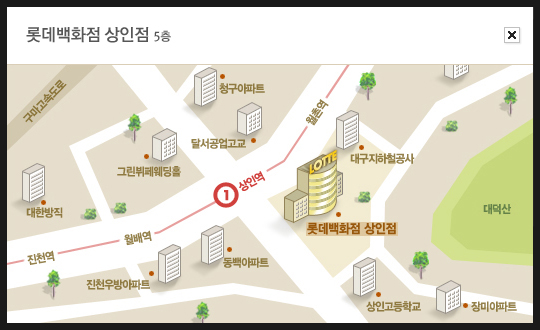 롯데백화점 상인점 5층
구마고속도로
청구아파트
월촌역
달서공업고교
대구지하철공사
그린뷔페웨딩홀
LOTTE
1
상인역
대한방직
대덕산
롯데백화점 상인점
월배역
진천역
동백아파트
진천우방아파트
상인고등학교
장미아파트